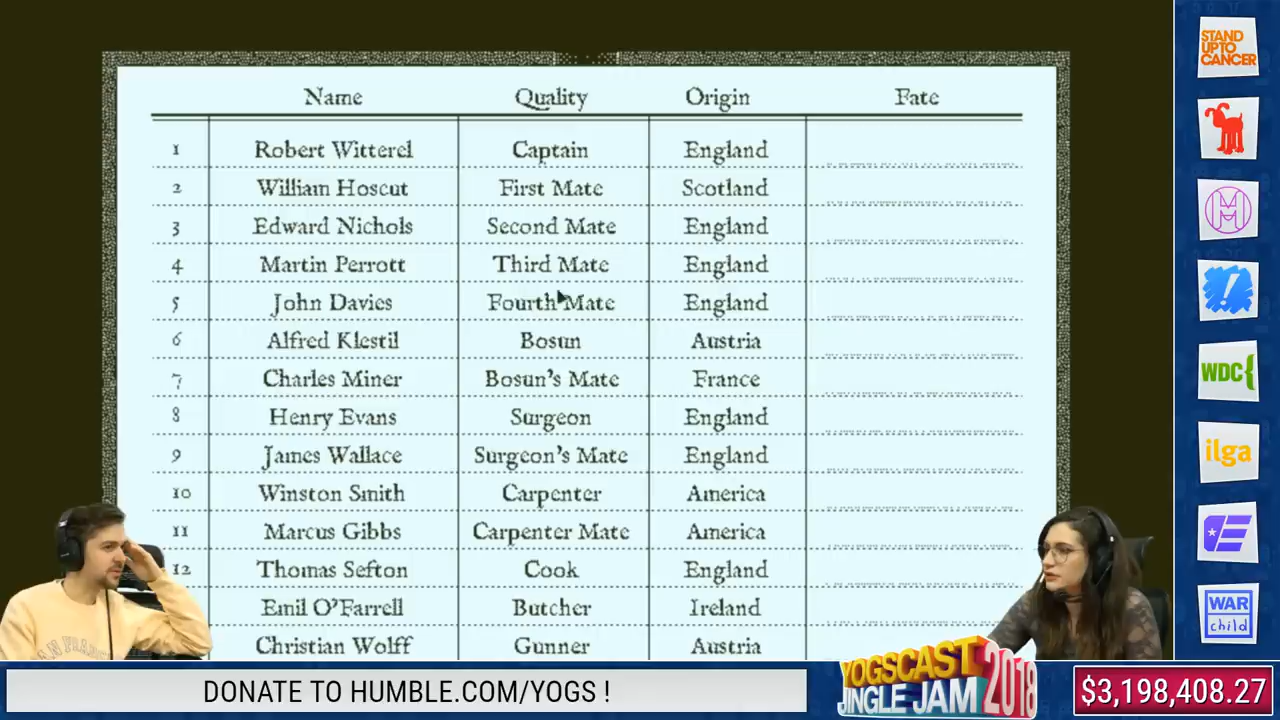 Name Quality Origin Fate
1 Robert Witterel Captain England
2 William Hoscut First Mate Scotland
3 Edward Nichols Second Mate England
4 Martin Perrott Third Mate England
5 John Davies Fourth Mate England
6 Alfred Klestil Bosun Austria
7 Charles Miner Bosun's Mate France
8 Henry Evans Surgeon England
9 James Wallace Surgeon's Mate England
10 Winston Smith Carpenter America
11 Marcus Gibbs Carpenter Mate America
12 Thomas Sefton Cook England
Emil O'Farrell Butcher Ireland
Christian Wolff Gunner Austria
STAND
UP TO
CANCER
WDC
ilga
WAR
child
DONATE TO HUMBLE.COM/YOGS !
YOGSCAST
JINGLE JAM 2018
$3,198,408.27